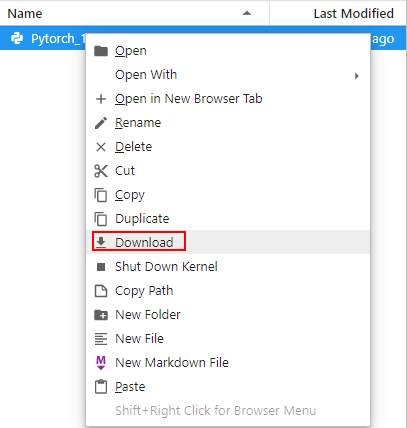 Name Last Modified
Pytorch_1 ago
Open
Open With
Open in New Browser Tab
Rename
Delete
Cut
Copy
Duplicate
Download
Shut Down Kernel
Copy Path
New Folder
New File
New Markdown File
Paste
Shift+Right Click for Browser Menu